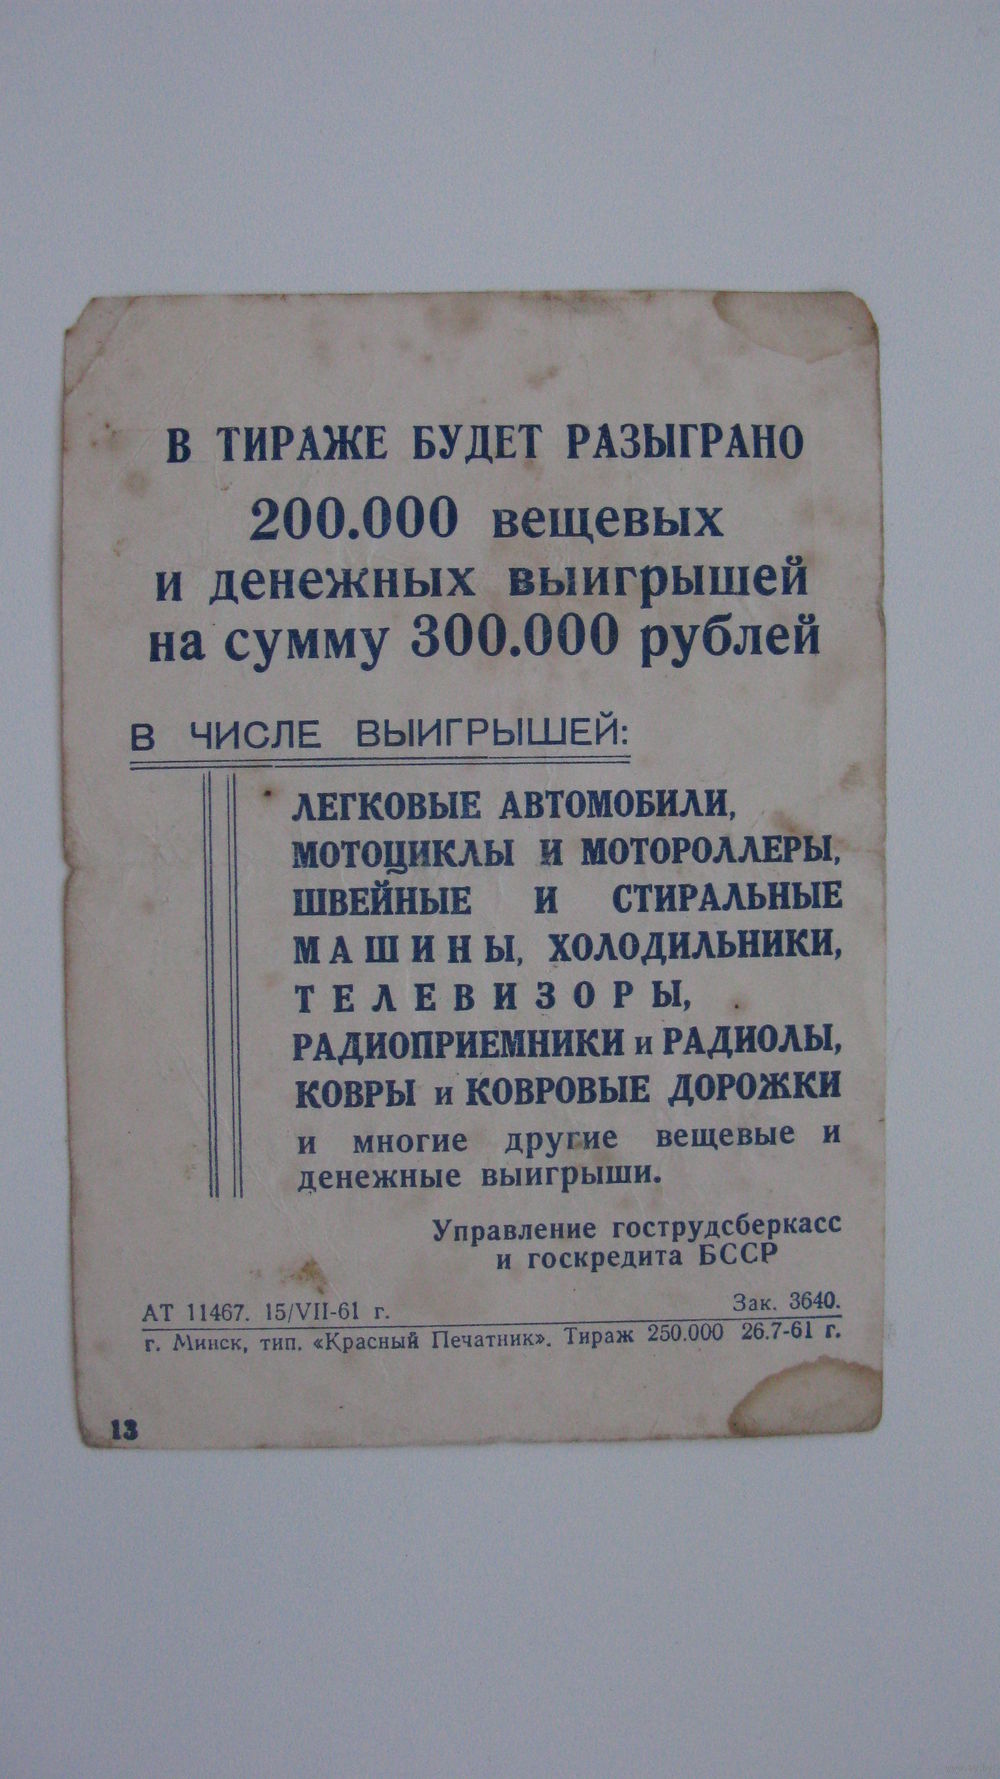 В ТИРАЖЕ БУДЕТ РАЗЫГРАНО
200.000 вещевых
и денежных выигрышей
на сумму 300.000 рублей
В ЧИСЛЕ ВЫИГРЫШЕЙ:
ЛЕГКОВЫЕ АВТОМОБИЛИ,
МОТОЦИКЛЫ И МОТОРОЛЛЕРЫ,
ШВЕЙНЫЕ И СТИРАЛЬНЫЕ
МАШИНЫ, ХОЛОДИЛЬНИКИ,
ТЕЛЕВИЗОРЫ,
РАДИОПРИЕМНИКИ и РАДИОЛЫ,
КОВРЫ и КОВРОВЫЕ ДОРОЖКИ
и многие другие вещевые и
денежные выигрыши.
Управление гострудсберкасс
и госкредита БССР
АТ 11467. 15/VII-61 г. Зак. 3640.
г. Минск, тип. «Красный Печатник». Тираж 250.000 26.7-61 г.
13